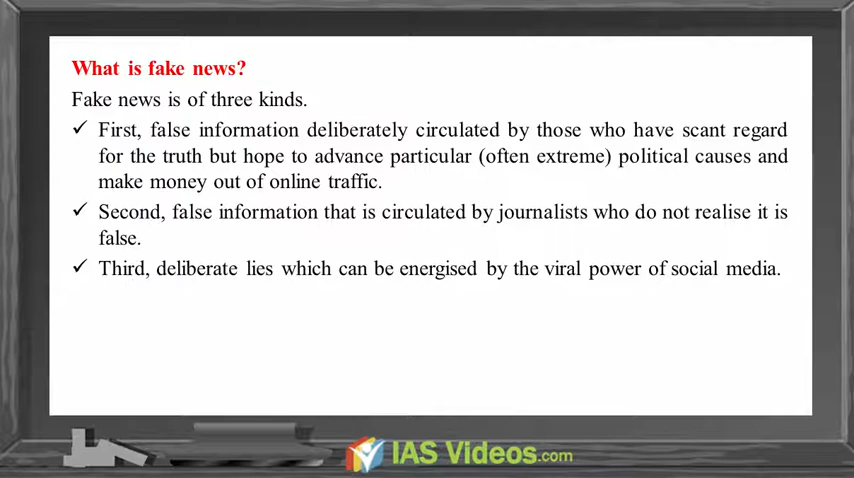 What is fake news?
Fake news is of three kinds.
✓ First, false information deliberately circulated by those who have scant regard
for the truth but hope to advance particular (often extreme) political causes and
make money out of online traffic.
✓ Second, false information that is circulated by journalists who do not realise it is
false.
✓ Third, deliberate lies which can be energised by the viral power of social media.
IAS Videos.com